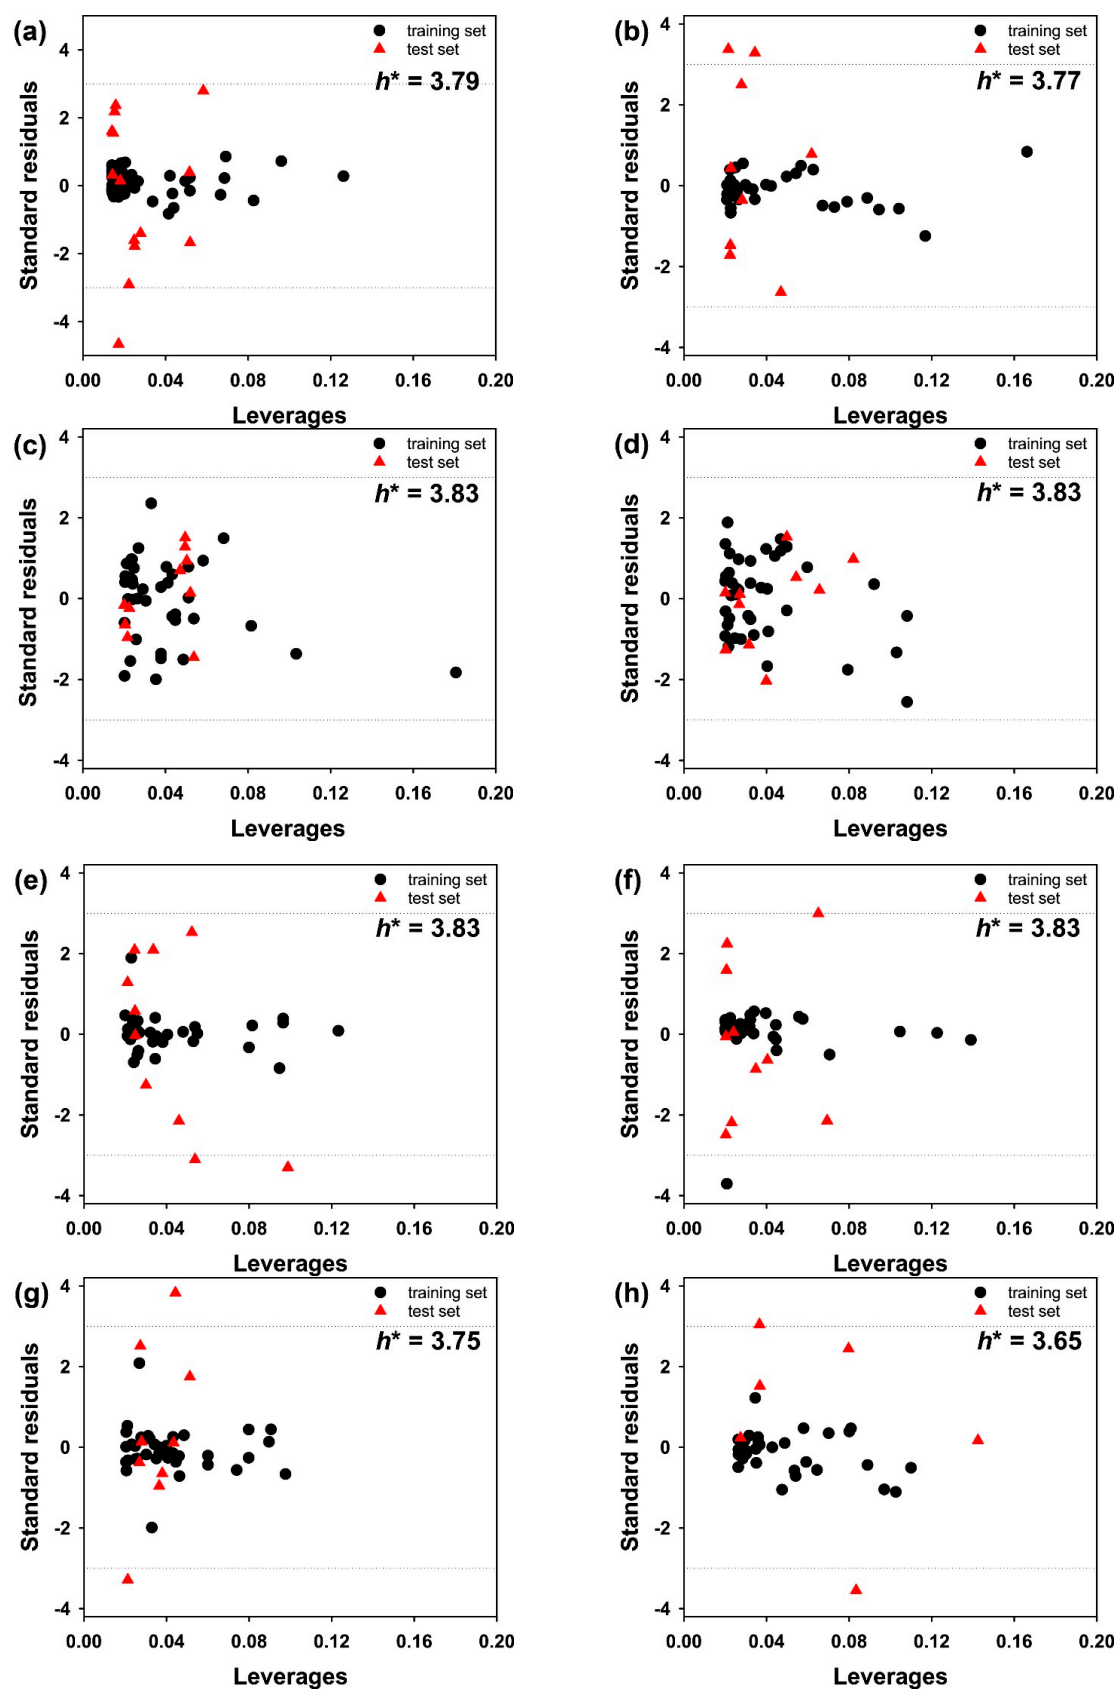 (a)
training set
test set
h* = 3.79
Standard residuals
4
2
0
-2
-4
0.00 0.04 0.08 0.12 0.16 0.20
Leverages
(b)
training set
test set
h* = 3.77
Standard residuals
4
2
0
-2
-4
0.00 0.04 0.08 0.12 0.16 0.20
Leverages
(c)
training set
test set
h* = 3.83
Standard residuals
4
2
0
-2
-4
0.00 0.04 0.08 0.12 0.16 0.20
Leverages
(d)
training set
test set
h* = 3.83
Standard residuals
4
2
0
-2
-4
0.00 0.04 0.08 0.12 0.16 0.20
Leverages
(e)
training set
test set
h* = 3.83
Standard residuals
4
2
0
-2
-4
0.00 0.04 0.08 0.12 0.16 0.20
Leverages
(f)
training set
test set
h* = 3.83
Standard residuals
4
2
0
-2
-4
0.00 0.04 0.08 0.12 0.16 0.20
Leverages
(g)
training set
test set
h* = 3.75
Standard residuals
4
2
0
-2
-4
0.00 0.04 0.08 0.12 0.16 0.20
Leverages
(h)
training set
test set
h* = 3.65
Standard residuals
4
2
0
-2
-4
0.00 0.04 0.08 0.12 0.16 0.20
Leverages